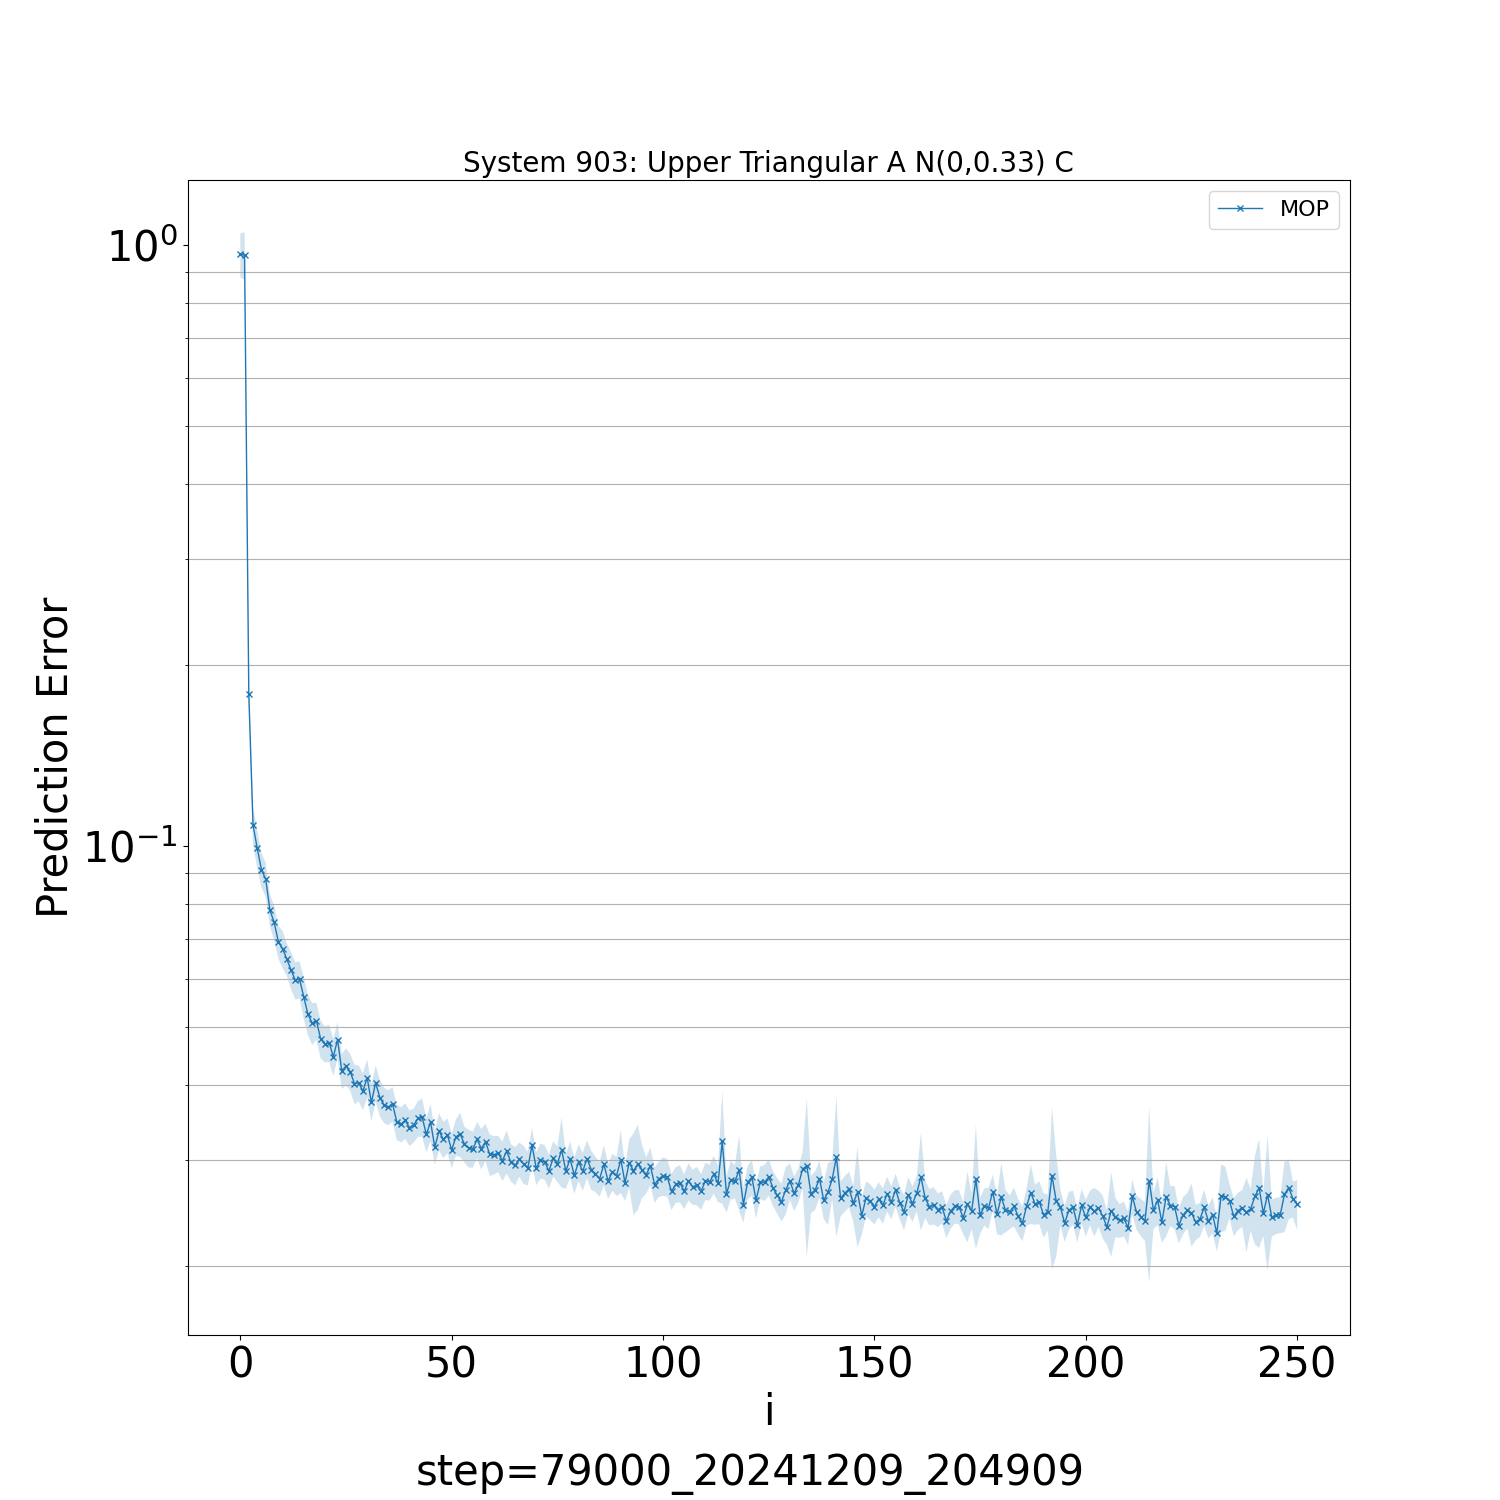 System 903: Upper Triangular A N(0,0.33) C
MOP
10⁰
10⁻¹
Prediction Error
0 50 100 150 200 250
i
step=79000_20241209_204909